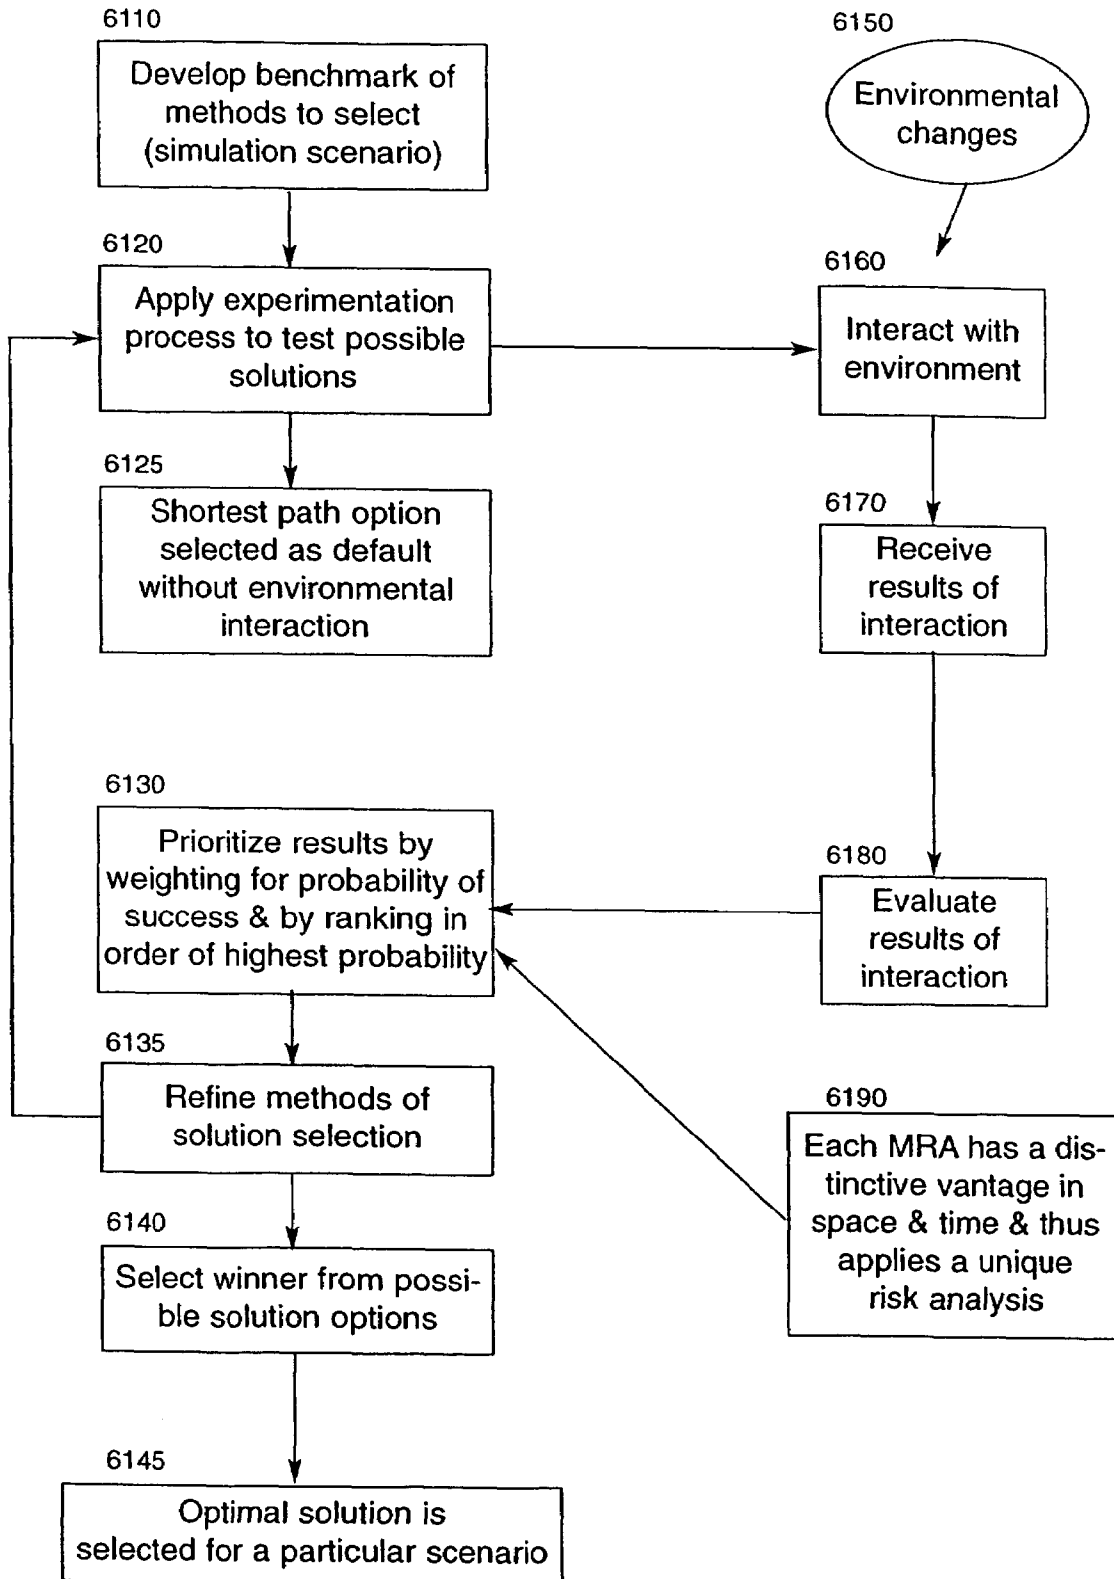 6110
Develop benchmark of
methods to select
(simulation scenario)
6120
Apply experimentation
process to test possible
solutions
6125
Shortest path option
selected as default
without environmental
interaction
6130
Prioritize results by
weighting for probability of
success & by ranking in
order of highest probability
6135
Refine methods of
solution selection
6140
Select winner from possi-
ble solution options
6145
Optimal solution is
selected for a particular scenario
6150
Environmental
changes
6160
Interact with
environment
6170
Receive
results of
interaction
6180
Evaluate
results of
interaction
6190
Each MRA has a dis-
tinctive vantage in
space & time & thus
applies a unique
risk analysis